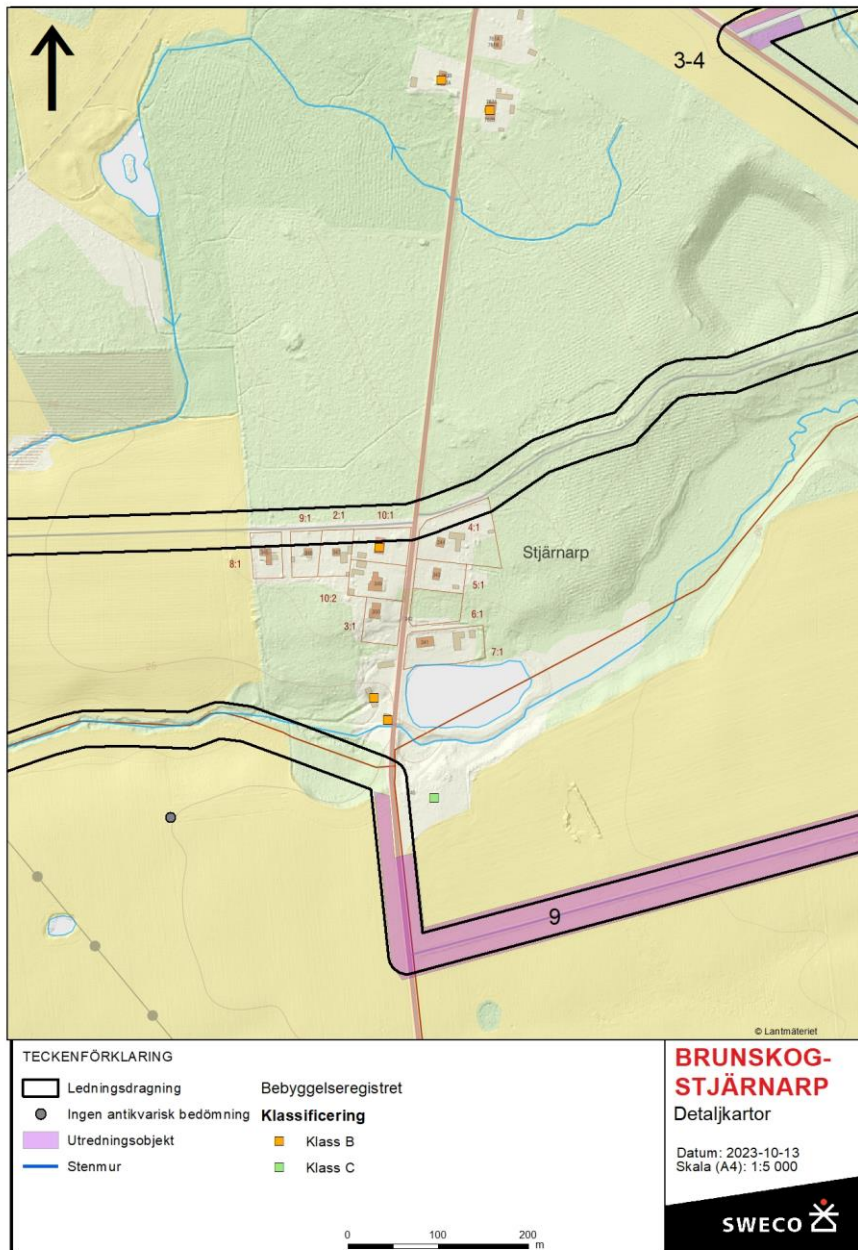 3-4
9:1
2:1
10:1
4:1
Stjärnarp
8:1
5:1
10:2
6:1
3:1
7:1
9
© Lantmäteriet
TECKENFÖRKLARING
Ledningsdragning
Ingen antikvarisk bedömning
Utredningsobjekt
Stenmur
Bebyggelseregistret
Klassificering
Klass B
Klass C
0 100 200
m
BRUNSKOG-
STJÄRNARP
Detaljkartor
Datum: 2023-10-13
Skala (A4): 1:5 000
SWECO